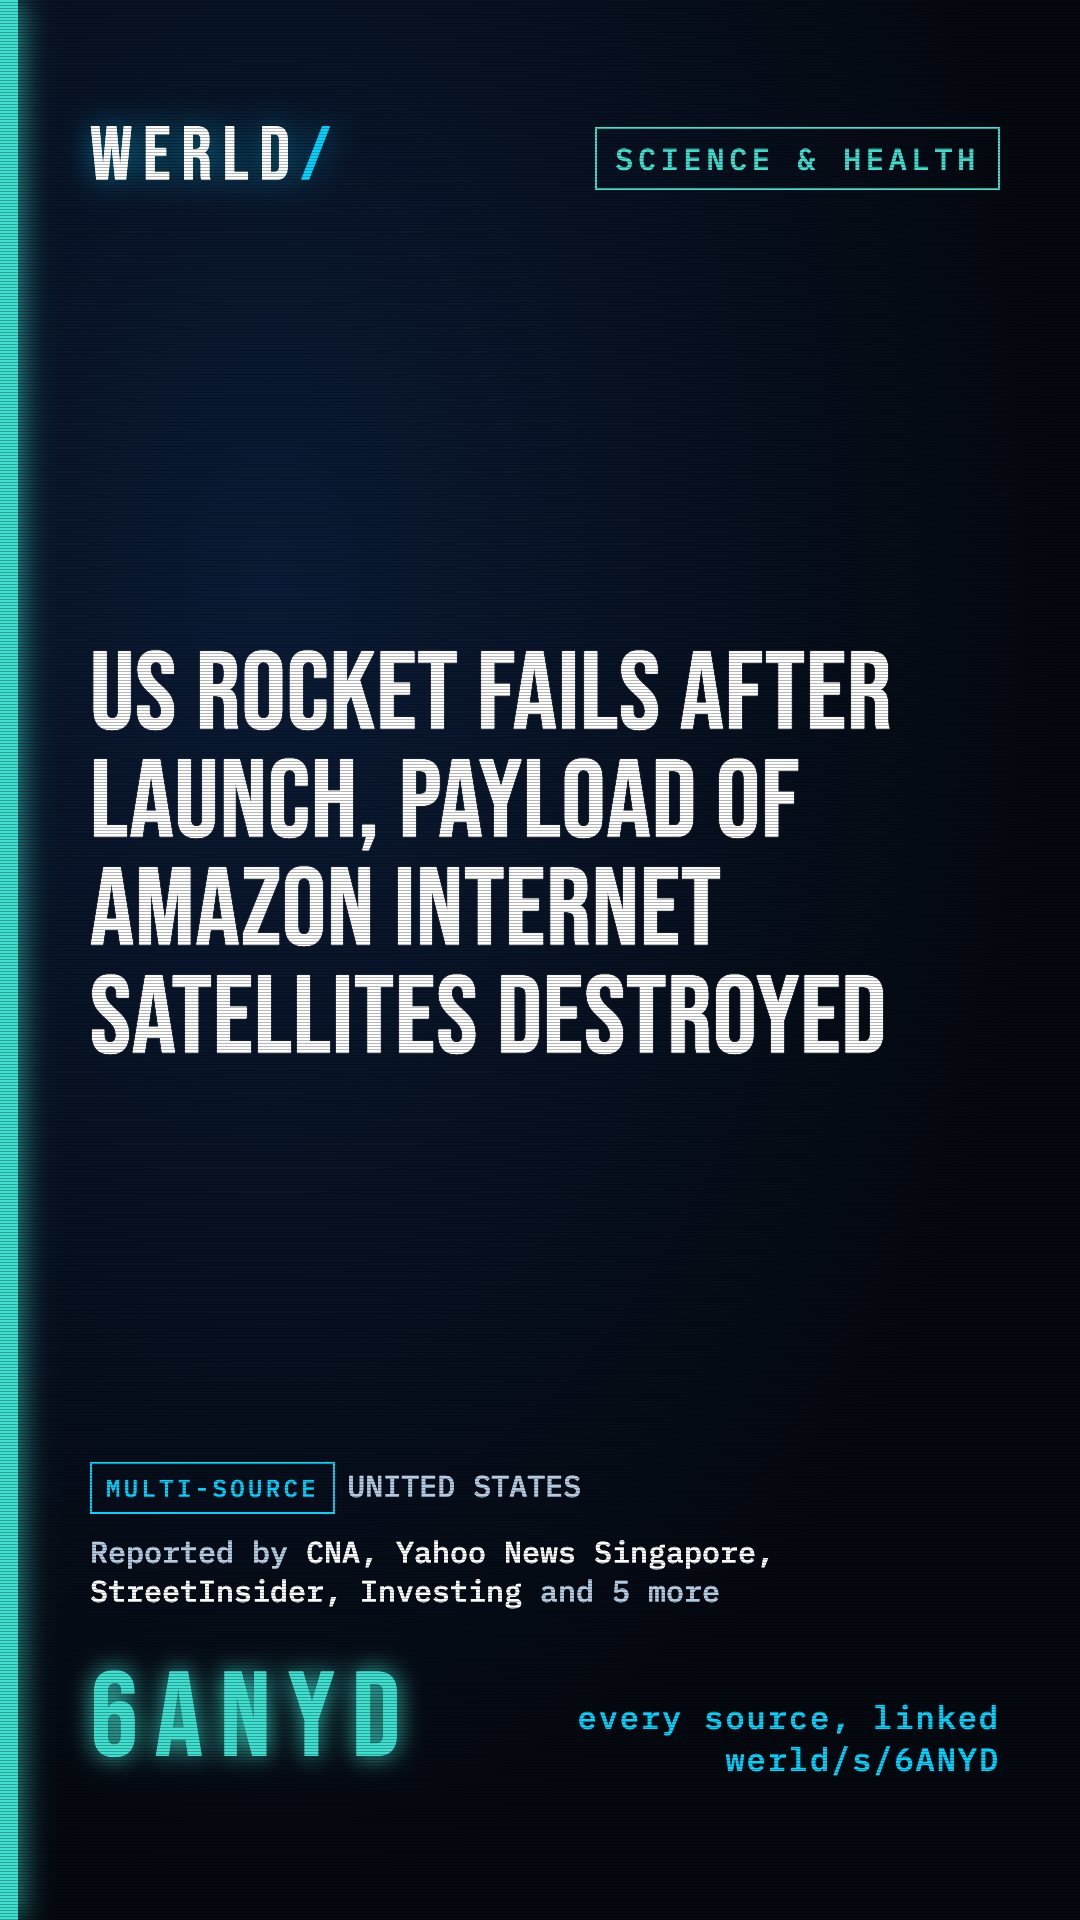 WERLD/
SCIENCE & HEALTH
US ROCKET FAILS AFTER
LAUNCH, PAYLOAD OF
AMAZON INTERNET
SATELLITES DESTROYED
MULTI-SOURCE UNITED STATES
Reported by CNA, Yahoo News Singapore,
StreetInsider, Investing and 5 more
6ANYD
every source, linked
werld/s/6ANYD